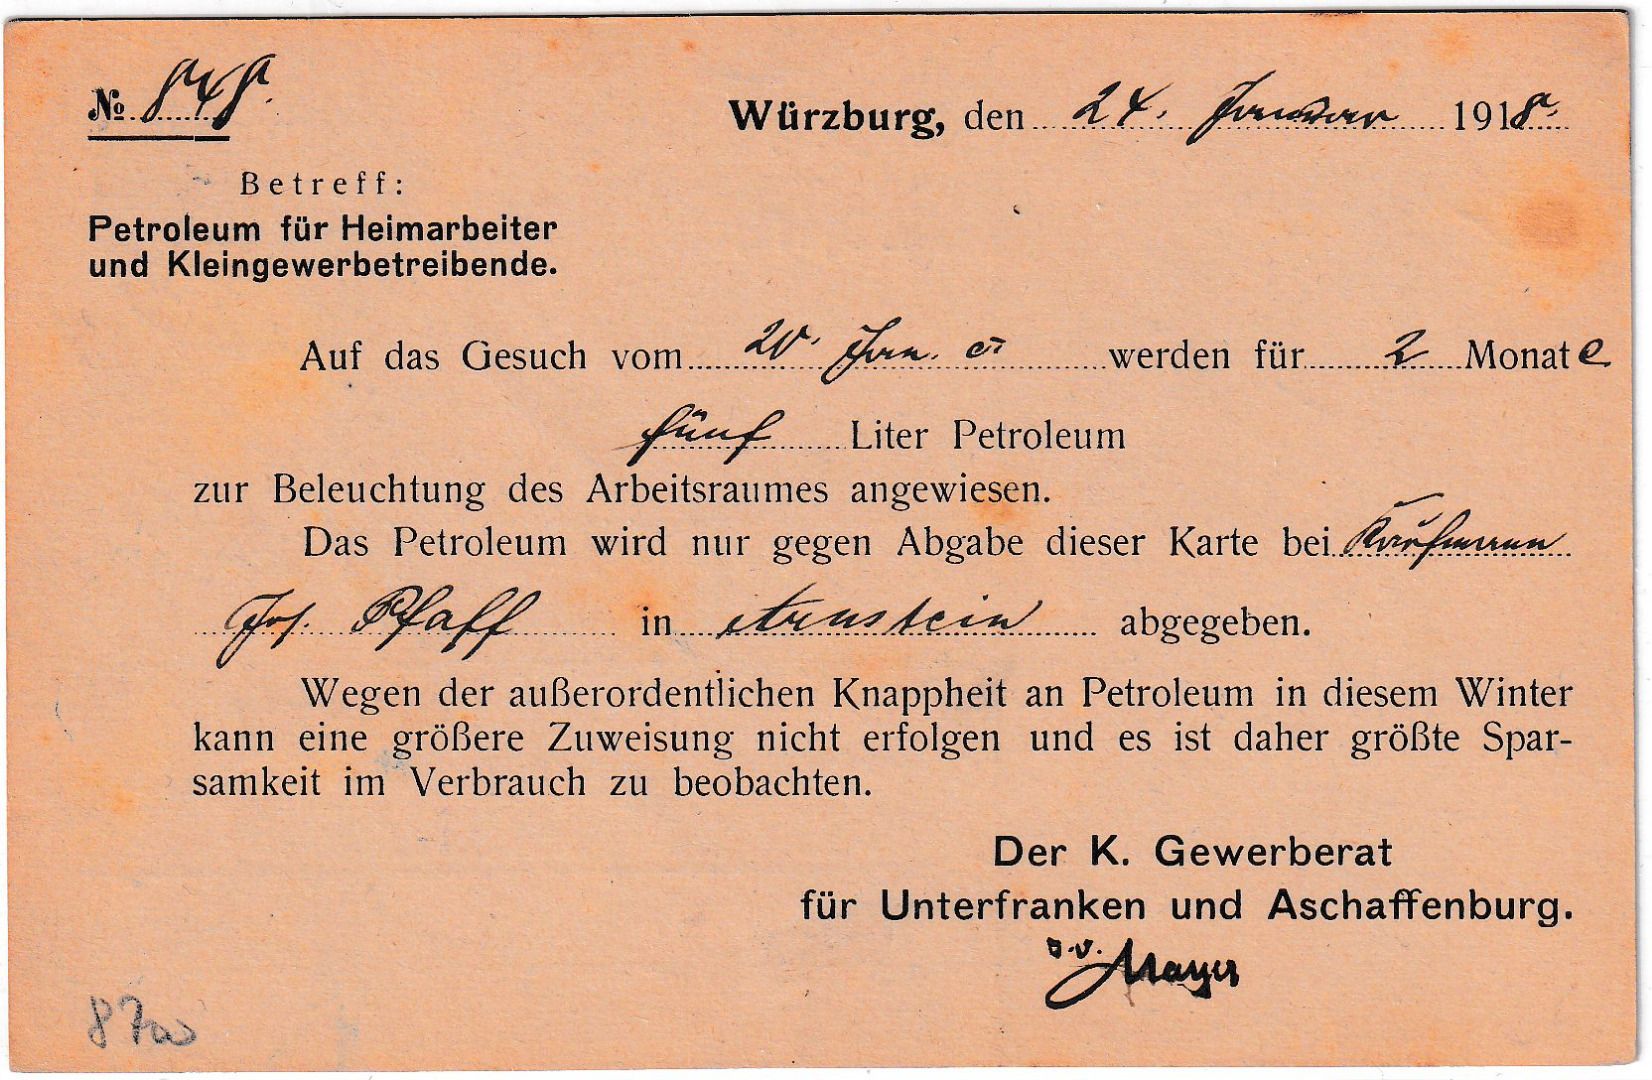 № 848.
Würzburg, den 24. Januar 1918.
Betreff:
Petroleum für Heimarbeiter
und Kleingewerbetreibende.
Auf das Gesuch vom 20. Jan. cr werden für 2 Monate
fünf Liter Petroleum
zur Beleuchtung des Arbeitsraumes angewiesen.
Das Petroleum wird nur gegen Abgabe dieser Karte bei Kaufmann
Jos. Pfaff in Arnstein abgegeben.
Wegen der außerordentlichen Knappheit an Petroleum in diesem Winter
kann eine größere Zuweisung nicht erfolgen und es ist daher größte Spar-
samkeit im Verbrauch zu beobachten.
Der K. Gewerberat
für Unterfranken und Aschaffenburg.
Mayer